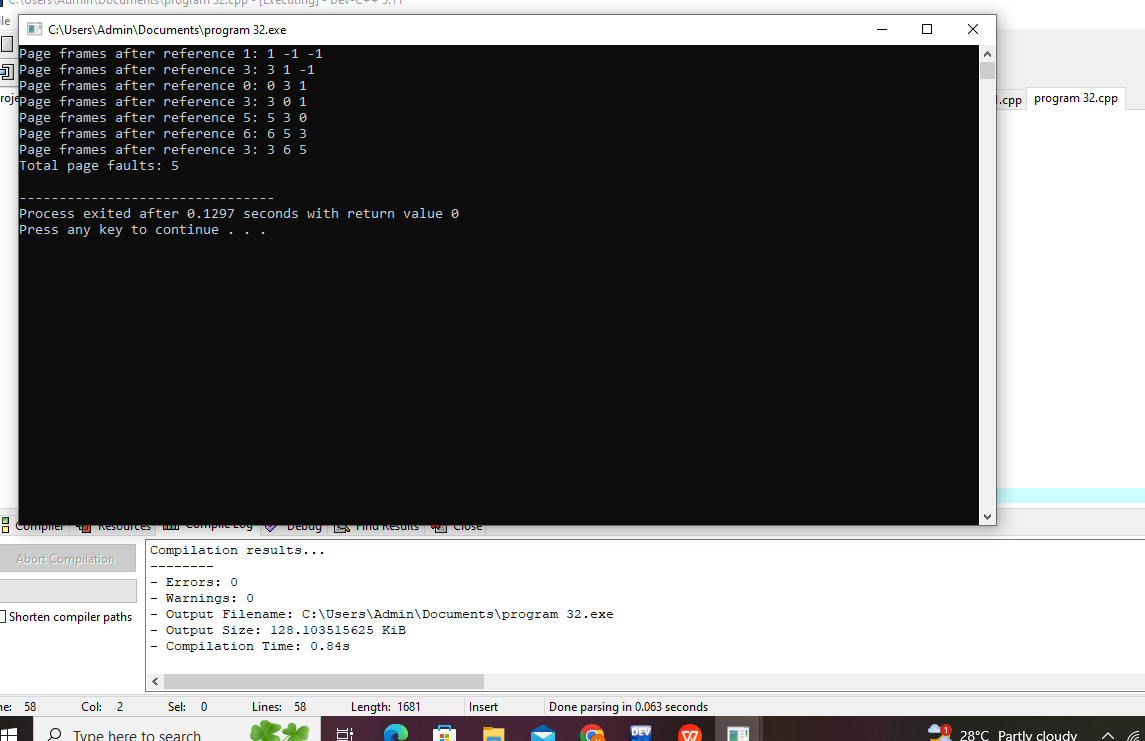 C:\Users\Admin\Documents\program 32.cpp - [Executing] - Dev-C++ 5.11
C:\Users\Admin\Documents\program 32.exe
.cpp program 32.cpp
Page frames after reference 1: 1 -1 -1
Page frames after reference 3: 3 1 -1
Page frames after reference 0: 0 3 1
Page frames after reference 3: 3 0 1
Page frames after reference 5: 5 3 0
Page frames after reference 6: 6 5 3
Page frames after reference 3: 3 6 5
Total page faults: 5
--------------------------------
Process exited after 0.1297 seconds with return value 0
Press any key to continue . . .
Compiler Resources Compile Log Debug Find Results Close
Abort Compilation
Shorten compiler paths
Compilation results...
--------
- Errors: 0
- Warnings: 0
- Output Filename: C:\Users\Admin\Documents\program 32.exe
- Output Size: 128.103515625 KiB
- Compilation Time: 0.84s
ne: 58 Col: 2 Sel: 0 Lines: 58 Length: 1681 Insert Done parsing in 0.063 seconds
Type here to search DEV 1 28°C Partly cloudy